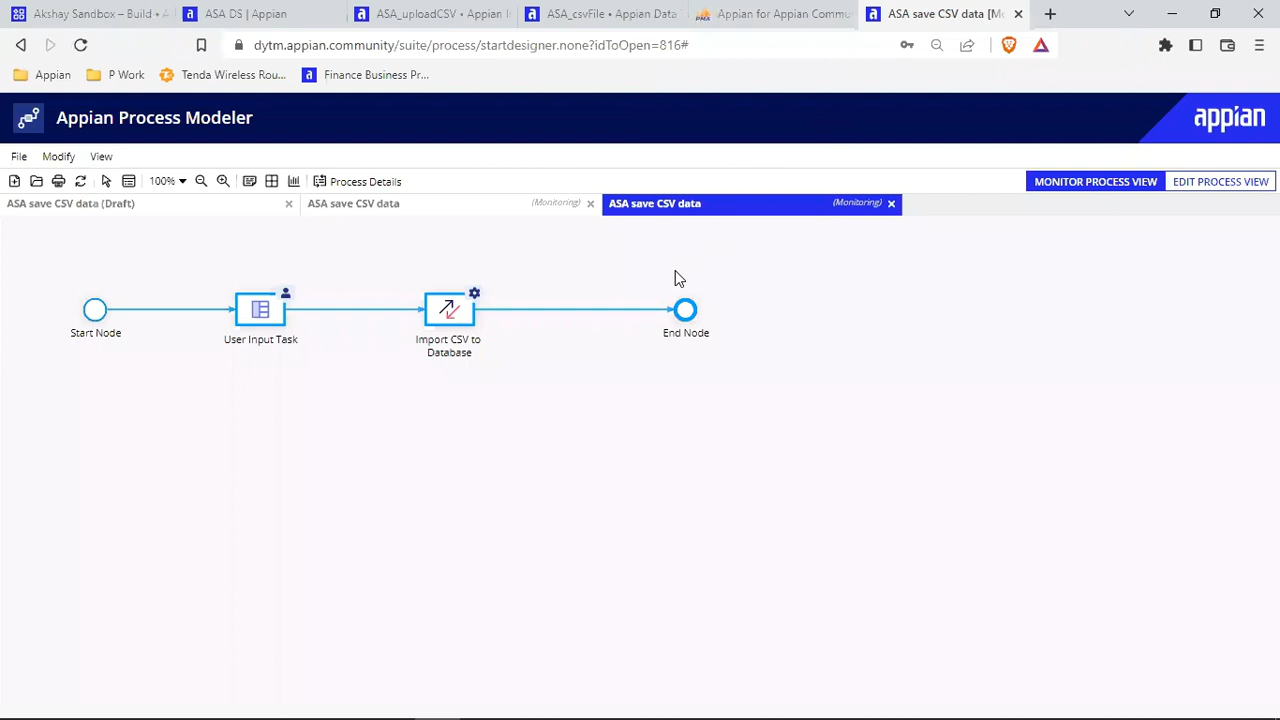 Akshay Sandbox – Build • A
ASA DS | Appian
ASA_uploadCSV • Appian I
ASA_csvFile • Appian Data
PMA
Appian for Appian Commu
ASA save CSV data [M
dytm.appian.community/suite/process/startdesigner.none?idToOpen=816#
Appian
P Work
Tenda Wireless Rou...
Finance Business Pr...
Appian Process Modeler
appian
File
Modify
View
100%
Process Details
MONITOR PROCESS VIEW
EDIT PROCESS VIEW
ASA save CSV data (Draft)
ASA save CSV data
(Monitoring)
ASA save CSV data
(Monitoring)
Start Node
User Input Task
Import CSV to
Database
End Node